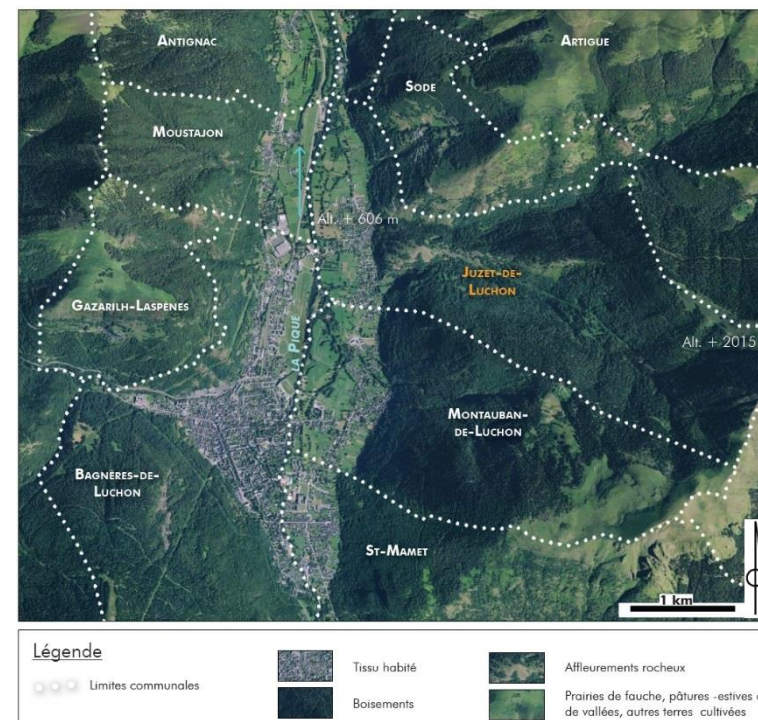 ANTIGNAC
ARTIGUE
SODE
MOUSTAJON
Alt. + 606 m
JUZET-DE-
LUCHON
GAZARILH-LASPÈNES
LA PIQUE
Alt. + 2015
MONTAUBAN-
DE-LUCHON
BAGNÈRES-DE-
LUCHON
ST-MAMET
1 km
Légende
Limites communales
Tissu habité
Boisements
Affleurements rocheux
Prairies de fauche, pâtures -estives
de vallées, autres terres cultivées